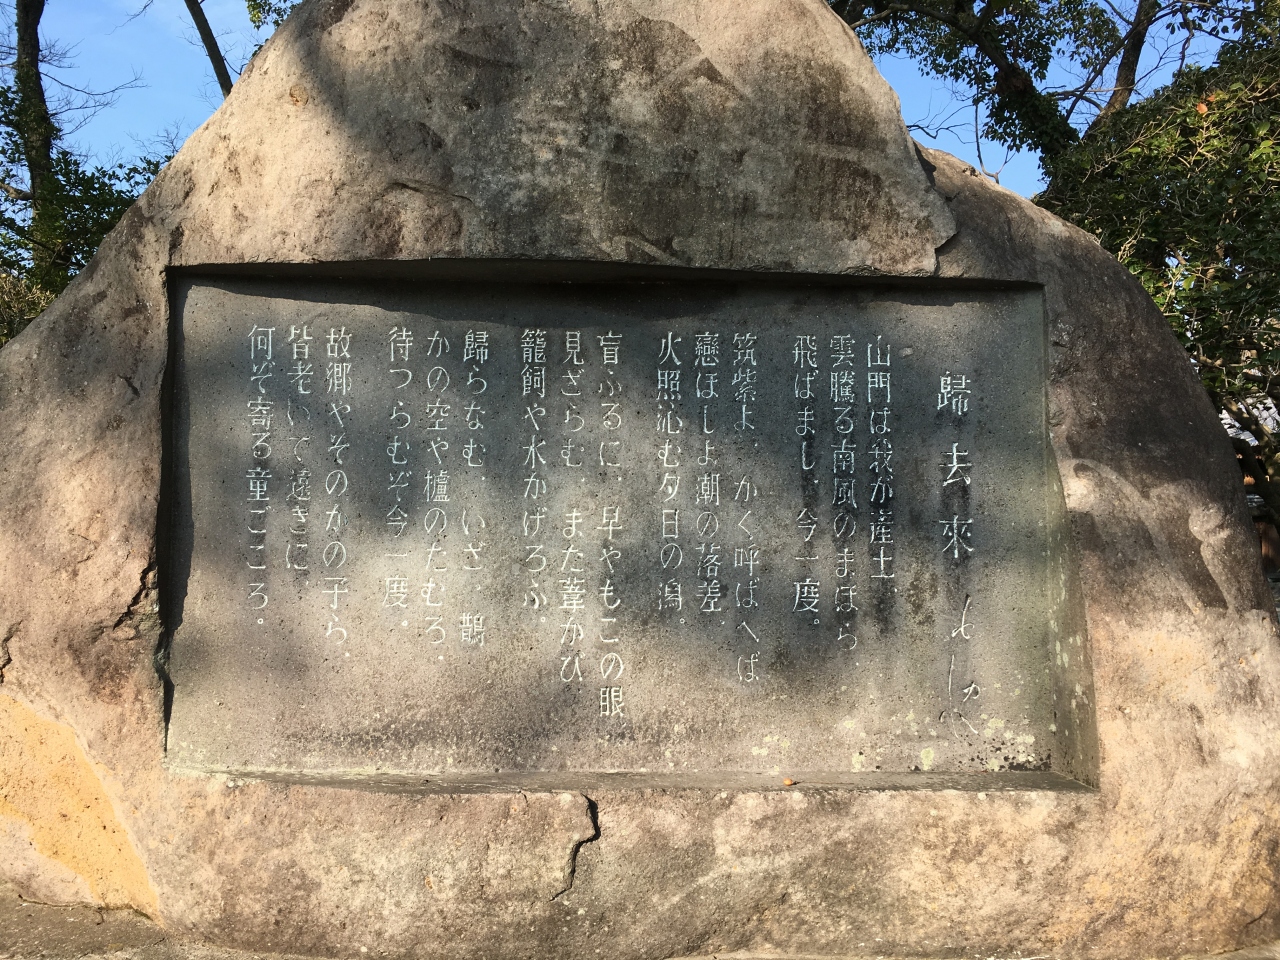 歸去來
山門は我が産土、
雲騰る南風のまほら、
飛ばまし、今一度。
筑紫よ、かく呼ばへば
戀ほしよ潮の落差、
火照沁む夕日の潟。
盲ふるに、早やもこの眼
見ざらむ、また葦かび、
籠飼や水かげろふ。
歸らなむ、いざ、鵲
かの空や櫨のたむろ、
待つらむぞ今一度。
故郷やそのかの子ら、
皆老いて遠きに、
何ぞ寄る童ごころ。